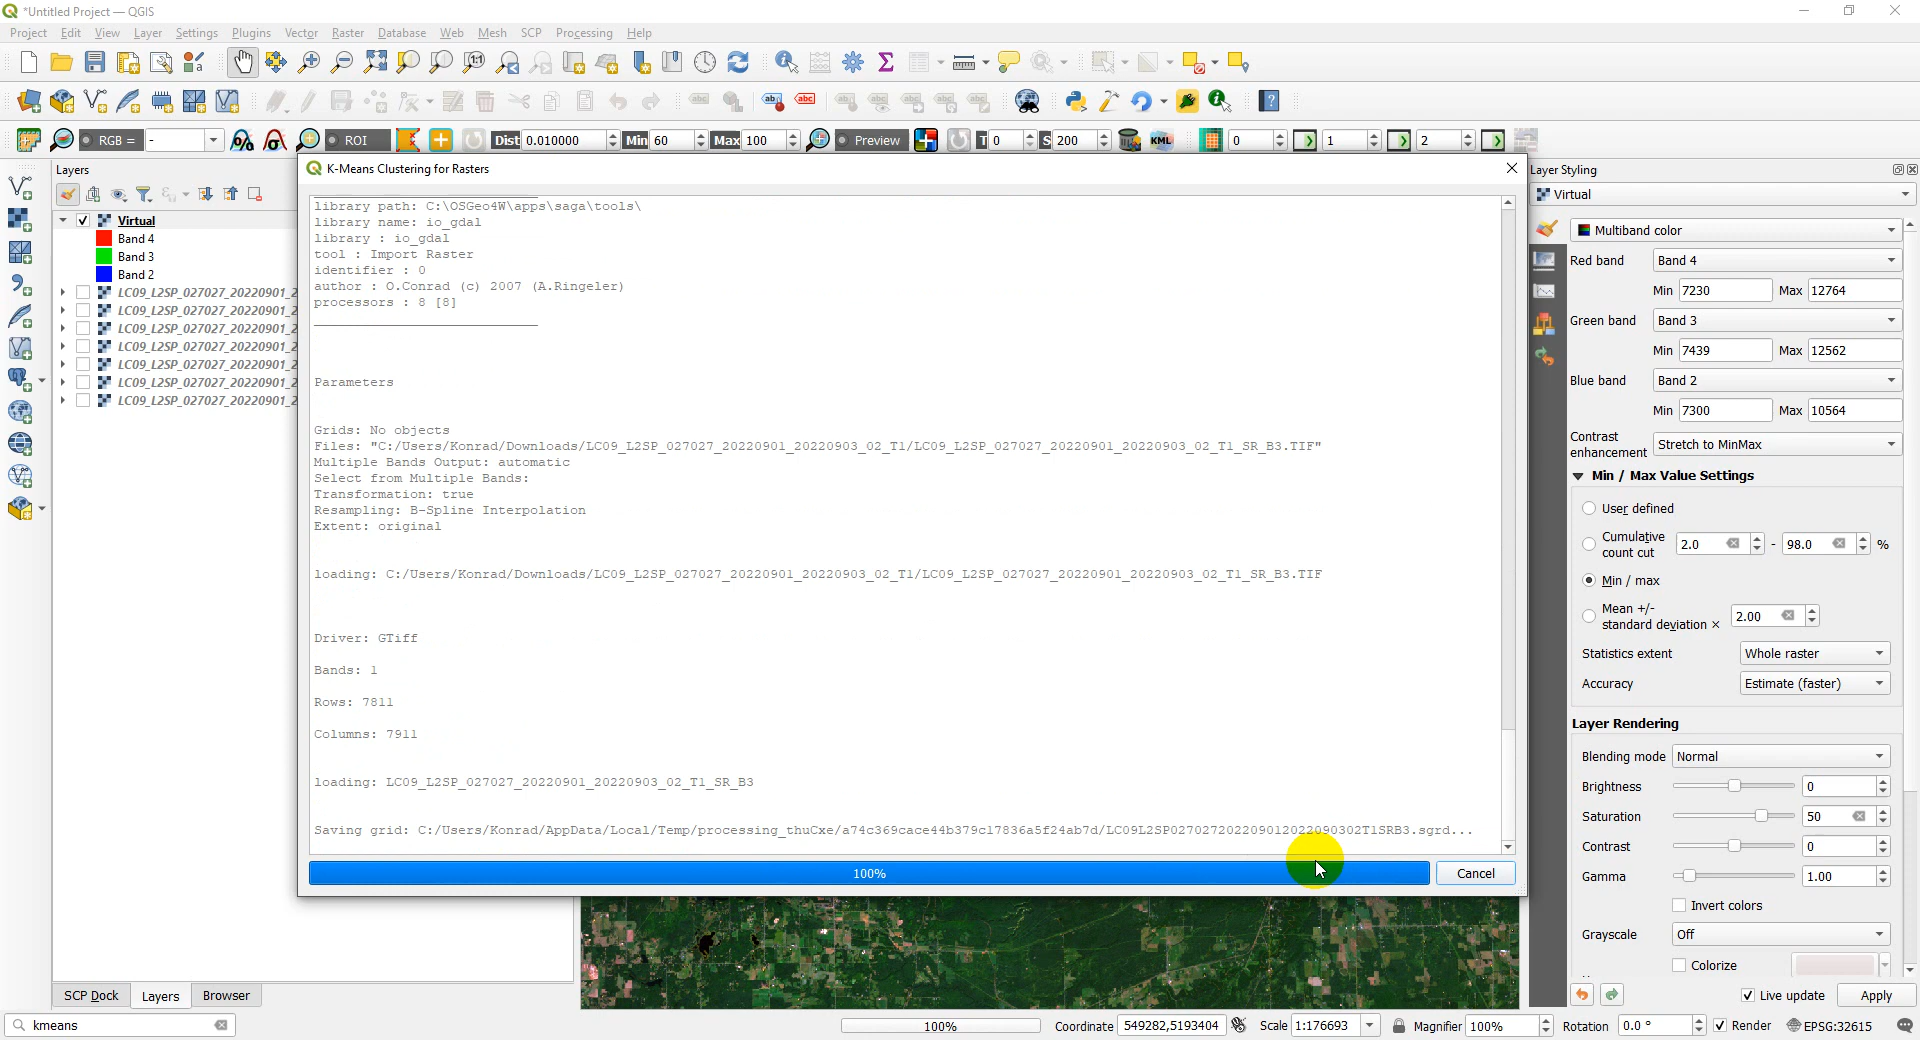 *Untitled Project — QGIS
Project Edit View Layer Settings Plugins Vector Raster Database Web Mesh SCP Processing Help
RGB = - ROI Dist 0.010000 Min 60 Max 100 Preview T 0 S 200 KML 0 1 2
Layers
Virtual
Band 4
Band 3
Band 2
LC09_L2SP_027027_20220901_2
LC09_L2SP_027027_20220901_2
LC09_L2SP_027027_20220901_2
LC09_L2SP_027027_20220901_2
LC09_L2SP_027027_20220901_2
LC09_L2SP_027027_20220901_2
LC09_L2SP_027027_20220901_2
K-Means Clustering for Rasters
library path: C:\OSGeo4W\apps\saga\tools\
library name: io_gdal
library : io_gdal
tool : Import Raster
identifier : 0
author : O.Conrad (c) 2007 (A.Ringeler)
processors : 8 [8]
Parameters
Grids: No objects
Files: "C:/Users/Konrad/Downloads/LC09_L2SP_027027_20220901_20220903_02_T1/LC09_L2SP_027027_20220901_20220903_02_T1_SR_B3.TIF"
Multiple Bands Output: automatic
Select from Multiple Bands:
Transformation: true
Resampling: B-Spline Interpolation
Extent: original
loading: C:/Users/Konrad/Downloads/LC09_L2SP_027027_20220901_20220903_02_T1/LC09_L2SP_027027_20220901_20220903_02_T1_SR_B3.TIF
Driver: GTiff
Bands: 1
Rows: 7811
Columns: 7911
loading: LC09_L2SP_027027_20220901_20220903_02_T1_SR_B3
Saving grid: C:/Users/Konrad/AppData/Local/Temp/processing_thuCxe/a74c369cace44b379c17836a5f24ab7d/LC09L2SP027027202209012022090302T1SRB3.sgrd...
100%
Cancel
Layer Styling
Virtual
Multiband color
Red band Band 4
Min 7230 Max 12764
Green band Band 3
Min 7439 Max 12562
Blue band Band 2
Min 7300 Max 10564
Contrast enhancement Stretch to MinMax
Min / Max Value Settings
User defined
Cumulative count cut 2.0 - 98.0 %
Min / max
Mean +/- standard deviation × 2.00
Statistics extent Whole raster
Accuracy Estimate (faster)
Layer Rendering
Blending mode Normal
Brightness 0
Saturation 50
Contrast 0
Gamma 1.00
Invert colors
Grayscale Off
Colorize
Live update Apply
SCP Dock Layers Browser
kmeans 100% Coordinate 549282,5193404 Scale 1:176693 Magnifier 100% Rotation 0.0 ° Render EPSG:32615